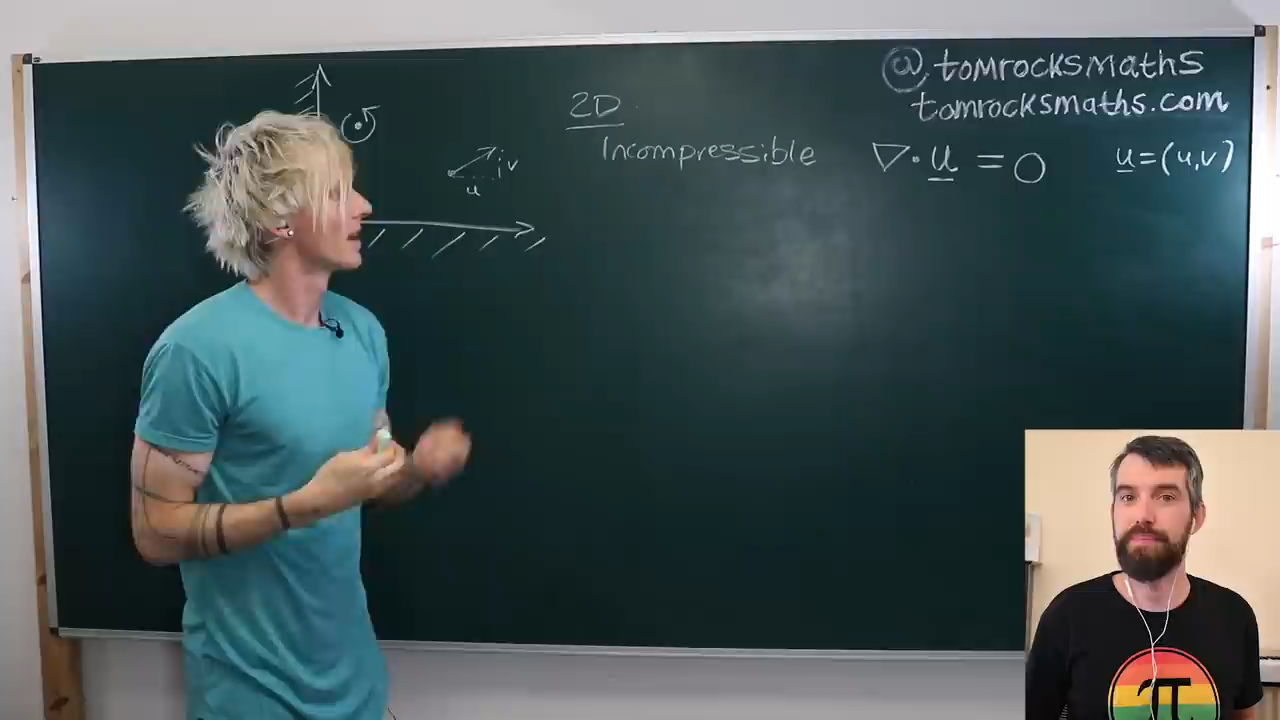 @tomrocksmaths
tomrocksmaths.com
2D
Incompressible ∇·u = 0 u=(u,v)
v
u
π